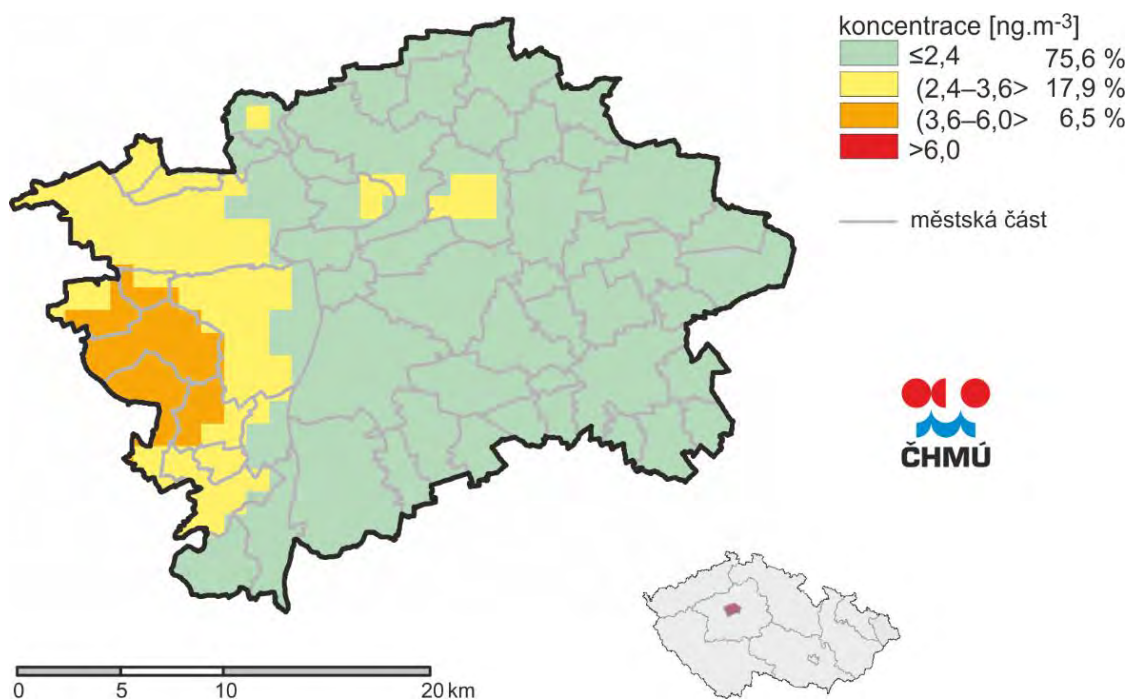 koncentrace [ng.m-3]
≤2,4 75,6 %
(2,4–3,6> 17,9 %
(3,6–6,0> 6,5 %
>6,0
městská část
ČHMÚ
0 5 10 20 km